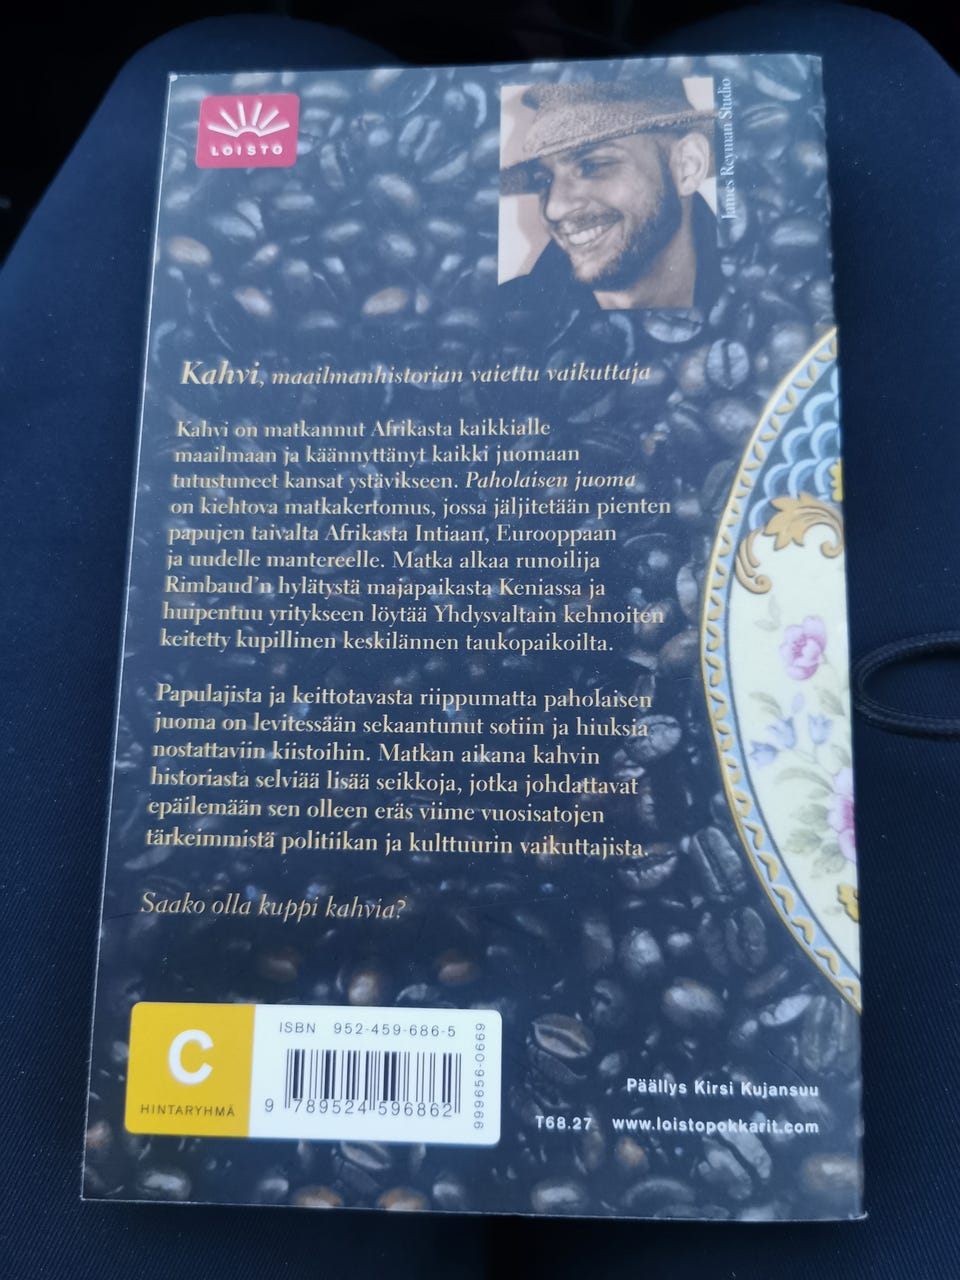 LOISTO
James Reyman Studio
Kahvi, maailmanhistorian vaiettu vaikuttaja
Kahvi on matkannut Afrikasta kaikkialle
maailmaan ja käännyttänyt kaikki juomaan
tutustuneet kansat ystävikseen. Paholaisen juoma
on kiehtova matkakertomus, jossa jäljitetään pienten
papujen taivalta Afrikasta Intiaan, Eurooppaan
ja uudelle mantereelle. Matka alkaa runoilija
Rimbaud'n hylätystä majapaikasta Keniassa ja
huipentuu yritykseen löytää Yhdysvaltain kehnoiten
keitetty kupillinen keskilännen taukopaikoilta.
Papulajista ja keittotavasta riippumatta paholaisen
juoma on levitessään sekaantunut sotiin ja hiuksia
nostattaviin kiistoihin. Matkan aikana kahvin
historiasta selviää lisää seikkoja, jotka johdattavat
epäilemään sen olleen eräs viime vuosisatojen
tärkeimmistä politiikan ja kulttuurin vaikuttajista.
Saako olla kuppi kahvia?
C
HINTARYHMÄ
ISBN 952-459-686-5
9 789524 596862
999656-0669
Päällys Kirsi Kujansuu
T68.27 www.loistopokkarit.com